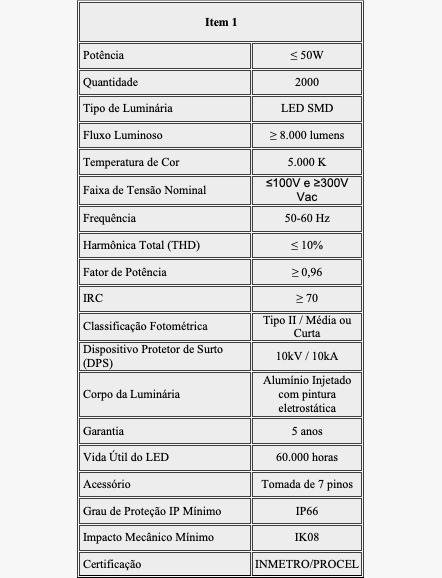 Item 1
Potência
≤ 50W
Quantidade
2000
Tipo de Luminária
LED SMD
Fluxo Luminoso
≥ 8.000 lumens
Temperatura de Cor
5.000 K
Faixa de Tensão Nominal
≤100V e ≥300V
Vac
Frequência
50-60 Hz
Harmônica Total (THD)
≤ 10%
Fator de Potência
≥ 0,96
IRC
≥ 70
Classificação Fotométrica
Tipo II / Média ou
Curta
Dispositivo Protetor de Surto
(DPS)
10kV / 10kA
Corpo da Luminária
Alumínio Injetado
com pintura
eletrostática
Garantia
5 anos
Vida Útil do LED
60.000 horas
Acessório
Tomada de 7 pinos
Grau de Proteção IP Mínimo
IP66
Impacto Mecânico Mínimo
IK08
Certificação
INMETRO/PROCEL